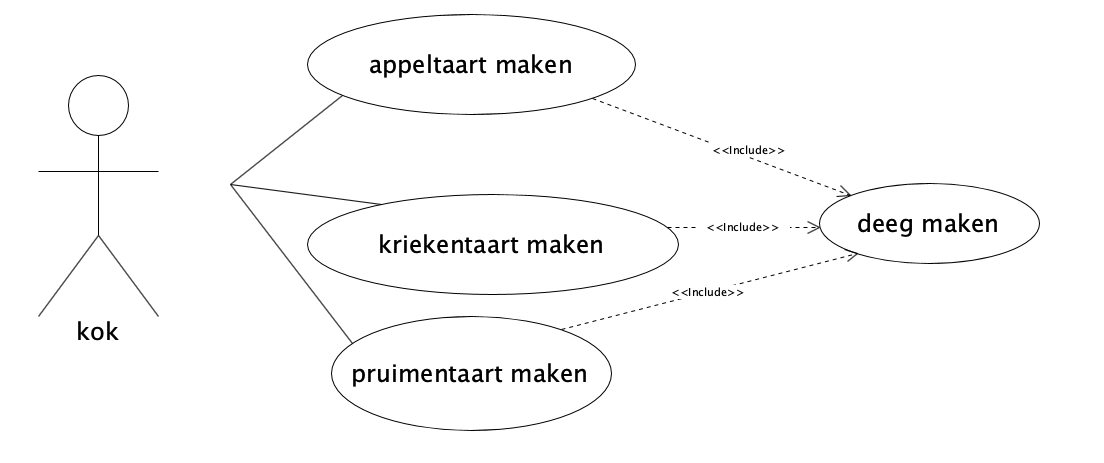 appeltaart maken
<<Include>>
kriekentaart maken
<<Include>>
deeg maken
<<Include>>
kok
pruimentaart maken